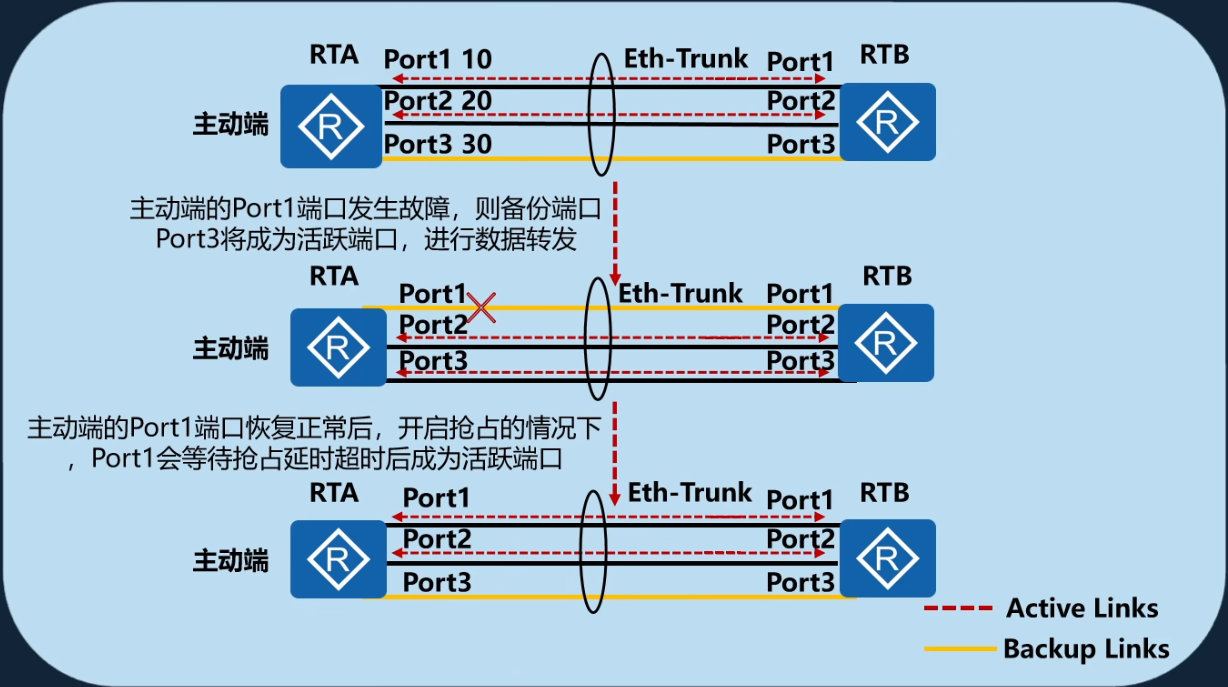 RTA
Port1 10
Eth-Trunk
Port1
RTB
主动端
R
Port2 20
Port2
R
Port3 30
Port3
主动端的Port1端口发生故障，则备份端口
Port3将成为活跃端口，进行数据转发
RTA
Port1
Eth-Trunk
Port1
RTB
主动端
R
Port2
Port2
R
Port3
Port3
主动端的Port1端口恢复正常后，开启抢占的情况下
，Port1会等待抢占延时超时后成为活跃端口
RTA
Port1
Eth-Trunk
Port1
RTB
主动端
R
Port2
Port2
R
Port3
Port3
Active Links
Backup Links